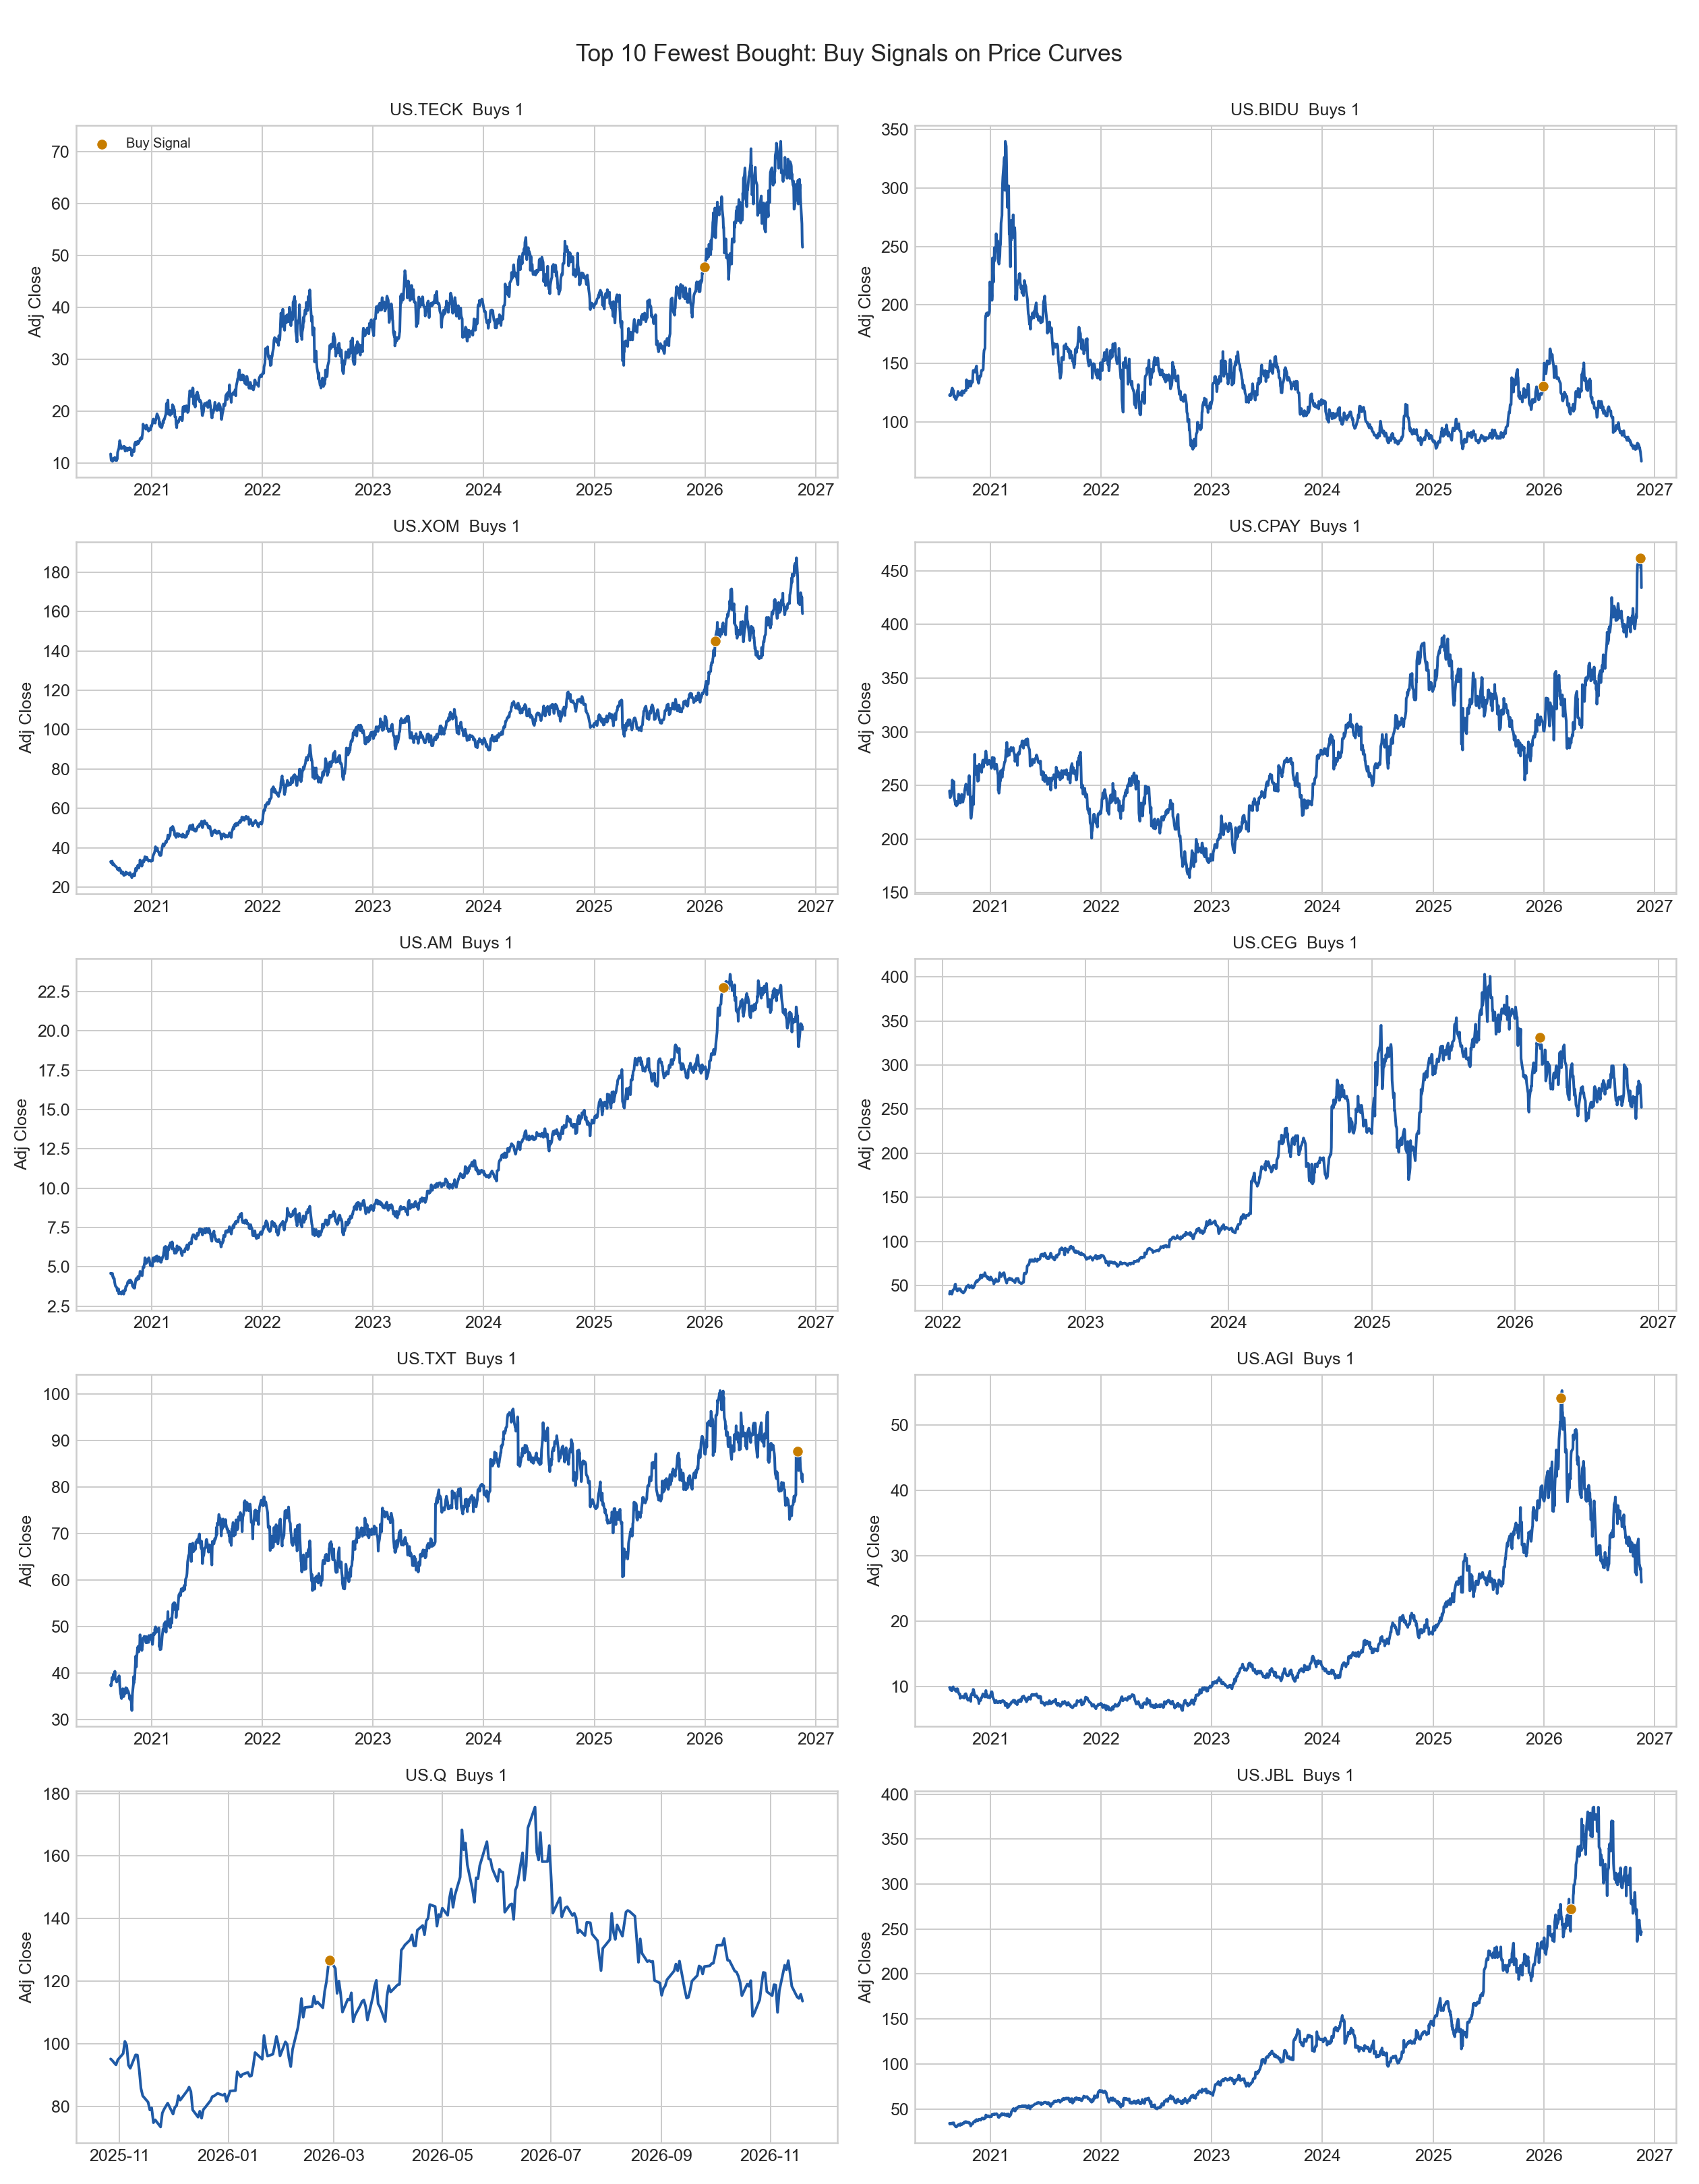 Top 10 Fewest Bought: Buy Signals on Price Curves
US.TECK  Buys 1
Buy Signal
Adj Close
70
60
50
40
30
20
10
2021 2022 2023 2024 2025 2026 2027
US.BIDU  Buys 1
Adj Close
350
300
250
200
150
100
2021 2022 2023 2024 2025 2026 2027
US.XOM  Buys 1
Adj Close
180
160
140
120
100
80
60
40
20
2021 2022 2023 2024 2025 2026 2027
US.CPAY  Buys 1
Adj Close
450
400
350
300
250
200
150
2021 2022 2023 2024 2025 2026 2027
US.AM  Buys 1
Adj Close
22.5
20.0
17.5
15.0
12.5
10.0
7.5
5.0
2.5
2021 2022 2023 2024 2025 2026 2027
US.CEG  Buys 1
Adj Close
400
350
300
250
200
150
100
50
2022 2023 2024 2025 2026 2027
US.TXT  Buys 1
Adj Close
100
90
80
70
60
50
40
30
2021 2022 2023 2024 2025 2026 2027
US.AGI  Buys 1
Adj Close
50
40
30
20
10
2021 2022 2023 2024 2025 2026 2027
US.Q  Buys 1
Adj Close
180
160
140
120
100
80
2025-11 2026-01 2026-03 2026-05 2026-07 2026-09 2026-11
US.JBL  Buys 1
Adj Close
400
350
300
250
200
150
100
50
2021 2022 2023 2024 2025 2026 2027